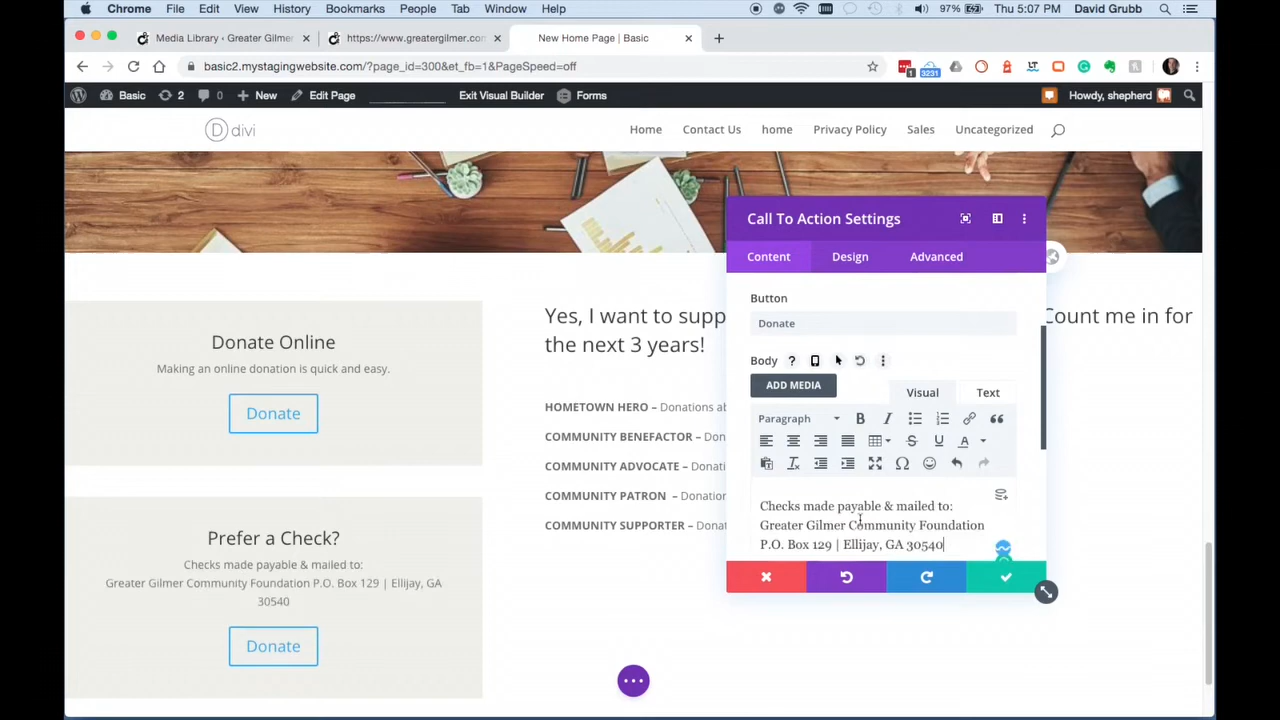 Chrome File Edit View History Bookmarks People Tab Window Help 97% Thu 5:07 PM David Grubb
Media Library ‹ Greater Gilmer
https://www.greatergilmer.com
New Home Page | Basic
basic2.mystagingwebsite.com/?page_id=300&et_fb=1&PageSpeed=off
1
3231
LT
Basic 2 0 New Edit Page Exit Visual Builder Forms Howdy, shepherd
D divi
Home Contact Us home Privacy Policy Sales Uncategorized
Call To Action Settings
Content Design Advanced
Button
Donate
Body ?
ADD MEDIA
Visual Text
Paragraph B I
S U A
Checks made payable & mailed to:
Greater Gilmer Community Foundation
P.O. Box 129 | Ellijay, GA 30540
Donate Online
Making an online donation is quick and easy.
Donate
Prefer a Check?
Checks made payable & mailed to:
Greater Gilmer Community Foundation P.O. Box 129 | Ellijay, GA
30540
Donate
Yes, I want to supp Count me in for
the next 3 years!
HOMETOWN HERO – Donations ab
COMMUNITY BENEFACTOR – Don
COMMUNITY ADVOCATE – Donati
COMMUNITY PATRON – Donation
COMMUNITY SUPPORTER – Donat